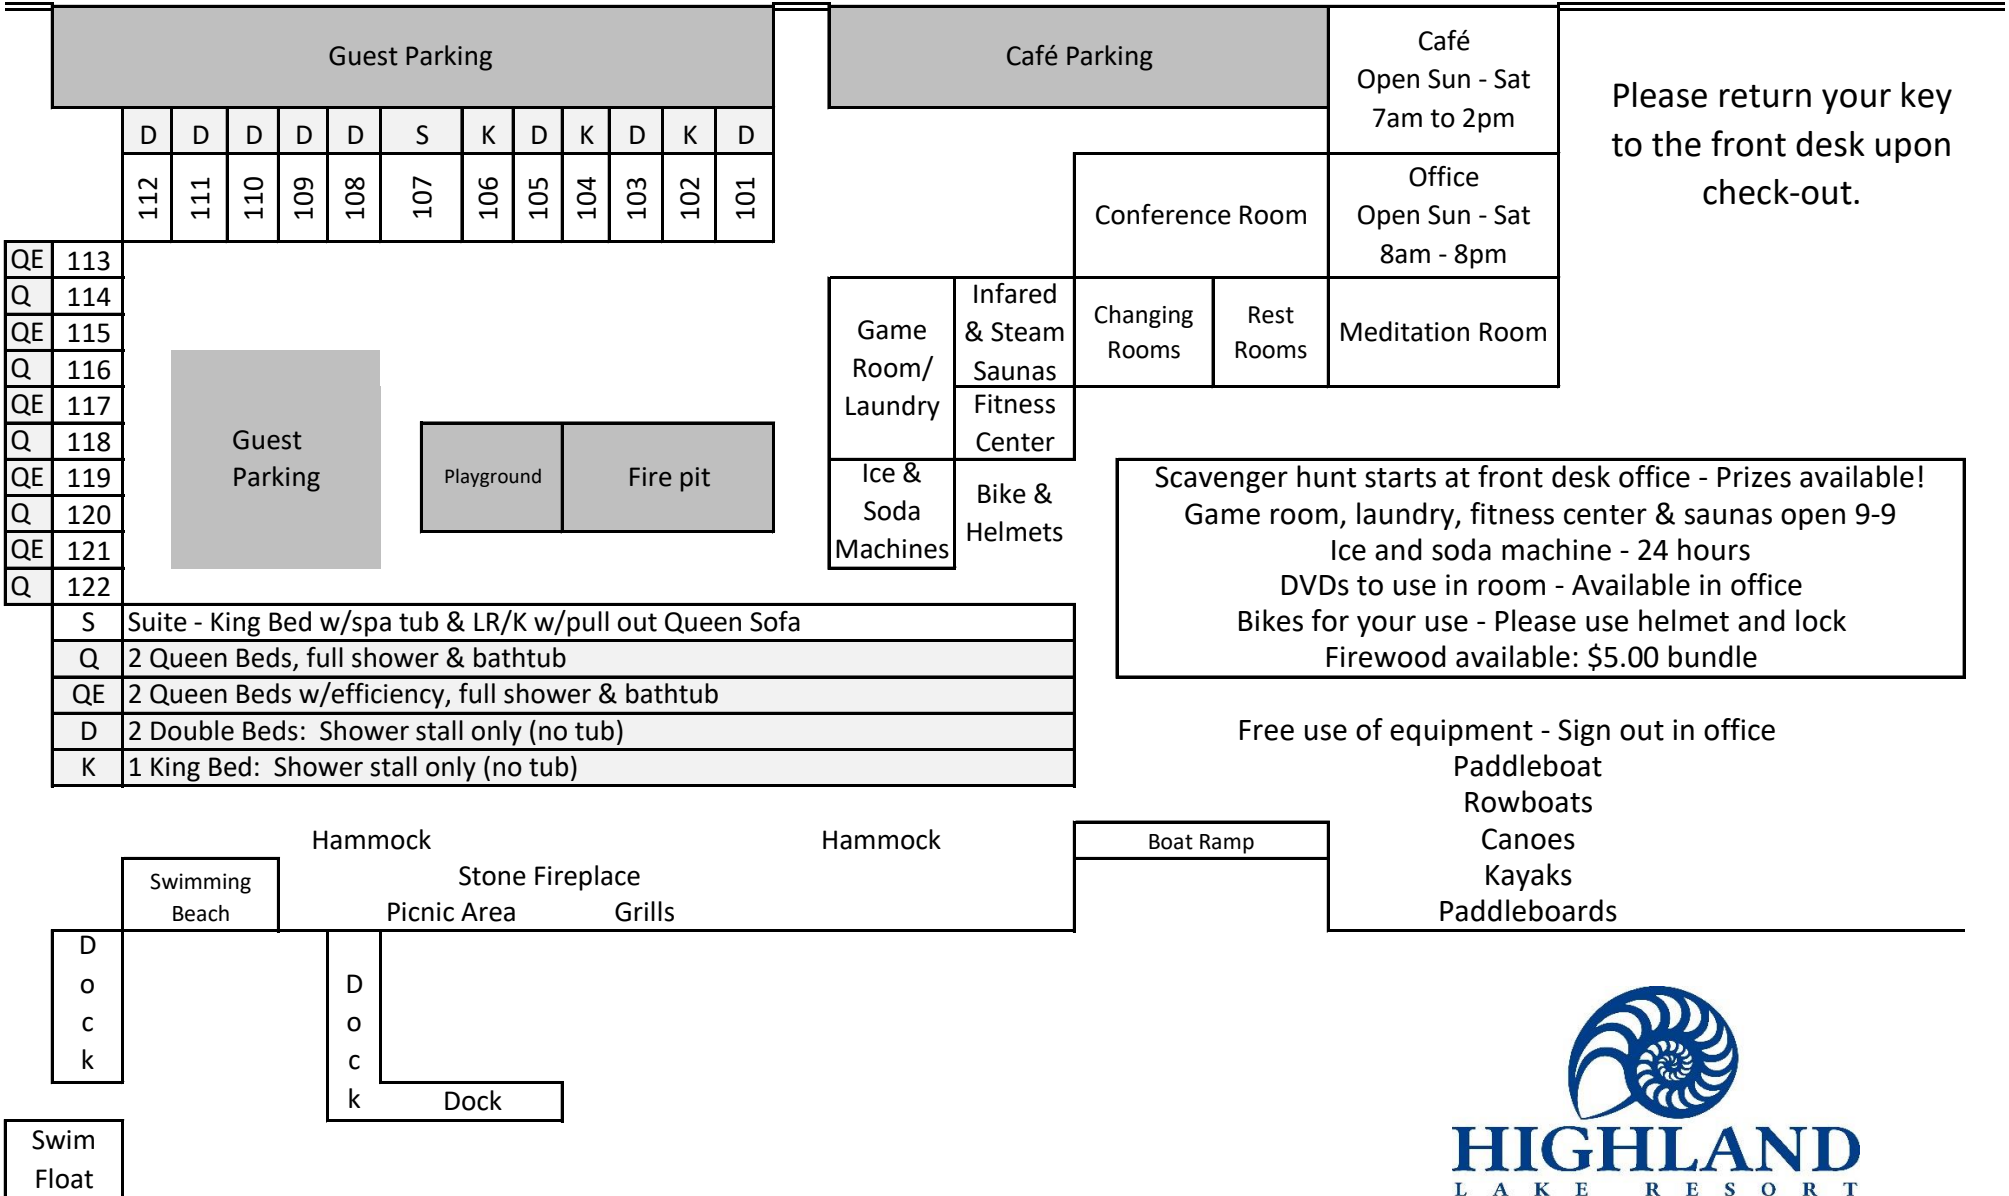 Guest Parking
Café Parking
Café
Open Sun - Sat
7am to 2pm
Please return your key
to the front desk upon
check-out.
D D D D D S K D K D K D
112 111 110 109 108 107 106 105 104 103 102 101
Conference Room
Office
Open Sun - Sat
8am - 8pm
QE 113
Q 114
QE 115
Q 116
QE 117
Q 118
QE 119
Q 120
QE 121
Q 122
Guest
Parking
Playground
Fire pit
Game
Room/
Laundry
Infared
& Steam
Saunas
Changing
Rooms
Rest
Rooms
Meditation Room
Fitness
Center
Ice &
Soda
Machines
Bike &
Helmets
Scavenger hunt starts at front desk office - Prizes available!
Game room, laundry, fitness center & saunas open 9-9
Ice and soda machine - 24 hours
DVDs to use in room - Available in office
Bikes for your use - Please use helmet and lock
Firewood available: $5.00 bundle
S Suite - King Bed w/spa tub & LR/K w/pull out Queen Sofa
Q 2 Queen Beds, full shower & bathtub
QE 2 Queen Beds w/efficiency, full shower & bathtub
D 2 Double Beds: Shower stall only (no tub)
K 1 King Bed: Shower stall only (no tub)
Free use of equipment - Sign out in office
Paddleboat
Rowboats
Canoes
Kayaks
Paddleboards
Hammock
Hammock
Boat Ramp
Swimming
Beach
Stone Fireplace
Picnic Area
Grills
Dock
Dock
Dock
Swim
Float
HIGHLAND
LAKE RESORT